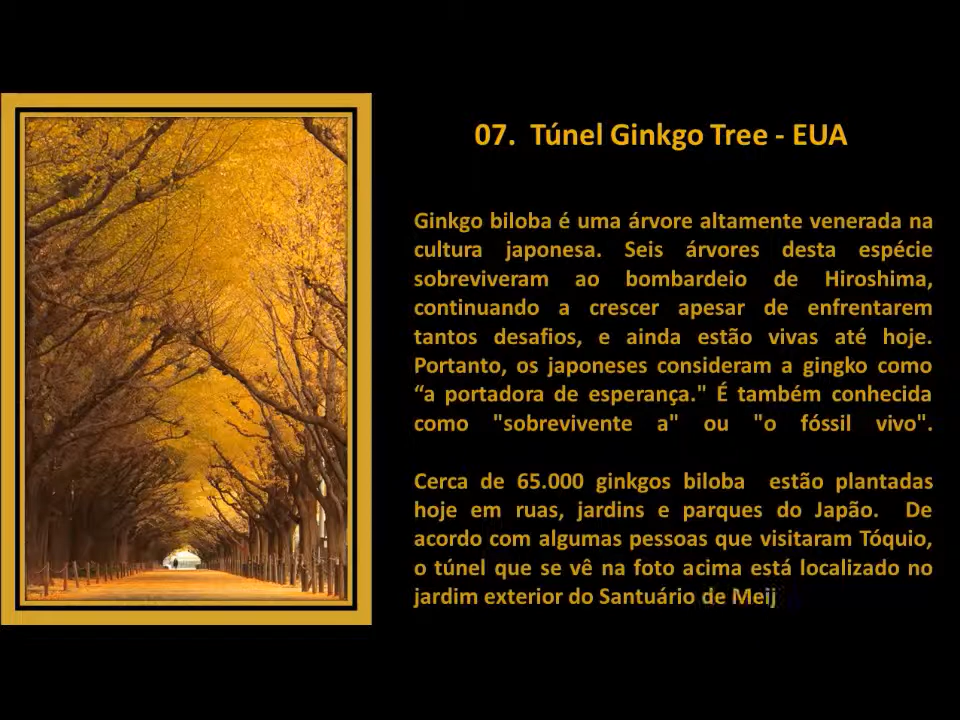 07. Túnel Ginkgo Tree - EUA
Ginkgo biloba é uma árvore altamente venerada na
cultura japonesa. Seis árvores desta espécie
sobreviveram ao bombardeio de Hiroshima,
continuando a crescer apesar de enfrentarem
tantos desafios, e ainda estão vivas até hoje.
Portanto, os japoneses consideram a gingko como
“a portadora de esperança." É também conhecida
como "sobrevivente a" ou "o fóssil vivo".
Cerca de 65.000 ginkgos biloba estão plantadas
hoje em ruas, jardins e parques do Japão. De
acordo com algumas pessoas que visitaram Tóquio,
o túnel que se vê na foto acima está localizado no
jardim exterior do Santuário de Meij